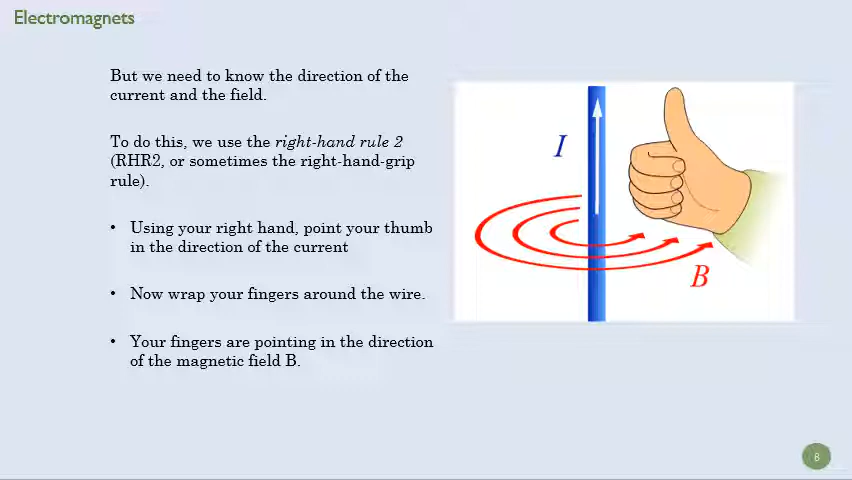 Electromagnets
But we need to know the direction of the
current and the field.
To do this, we use the right-hand rule 2
(RHR2, or sometimes the right-hand-grip
rule).
• Using your right hand, point your thumb
in the direction of the current
• Now wrap your fingers around the wire.
• Your fingers are pointing in the direction
of the magnetic field B.
I
B
8